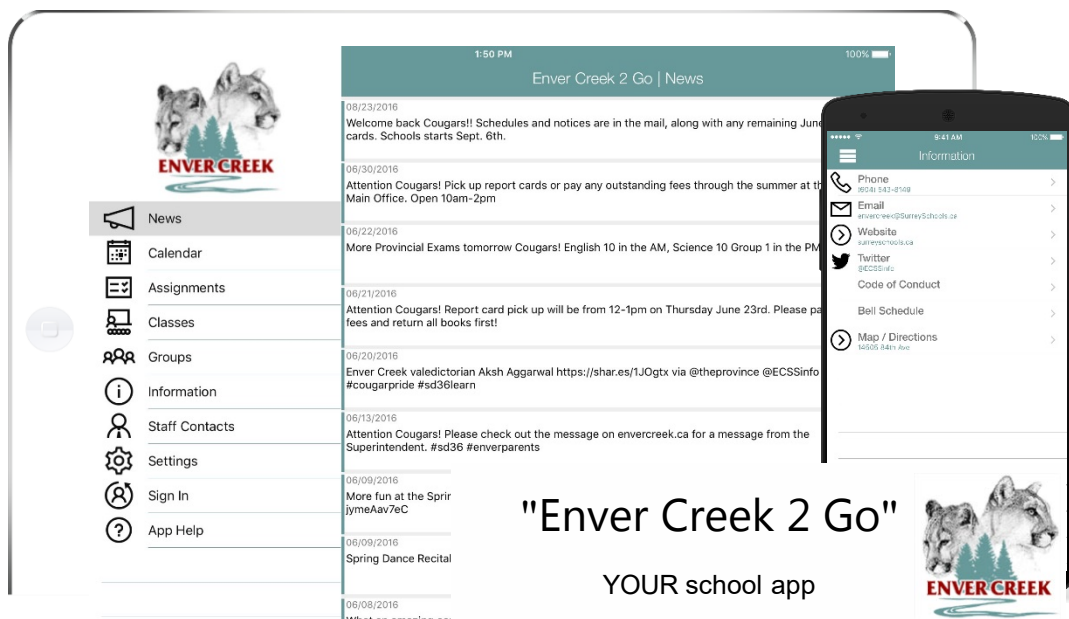 ENVER CREEK
News
Calendar
Assignments
Classes
Groups
Information
Staff Contacts
Settings
Sign In
App Help
1:50 PM
100%
Enver Creek 2 Go | News
08/23/2016
Welcome back Cougars!! Schedules and notices are in the mail, along with any remaining June
cards. Schools starts Sept. 6th.
06/30/2016
Attention Cougars! Pick up report cards or pay any outstanding fees through the summer at
Main Office. Open 10am-2pm
06/22/2016
More Provincial Exams tomorrow Cougars! English 10 in the AM, Science 10 Group 1 in the PM
06/21/2016
Attention Cougars! Report card pick up will be from 12-1pm on Thursday June 23rd. Please
fees and return all books first!
06/20/2016
Enver Creek valedictorian Aksh Aggarwal https://shar.es/1JOgtx via @theprovince @ECSSinfo
#cougarpride #sd36learn
06/13/2016
Attention Cougars! Please check out the message on envercreek.ca for a message from the
Superintendent. #sd36 #enverparents
06/09/2016
More fun at the
jymeAav7eC
06/09/2016
Spring Dance Recital
06/08/2016
9:41 AM
100%
Information
Phone
Email
envercreek@SurreySchools.ca
Website
surreyschools.ca
Twitter
@ECSSinfo
Code of Conduct
Bell Schedule
Map / Directions
14505 84th Ave
"Enver Creek 2 Go"
YOUR school app
ENVER CREEK